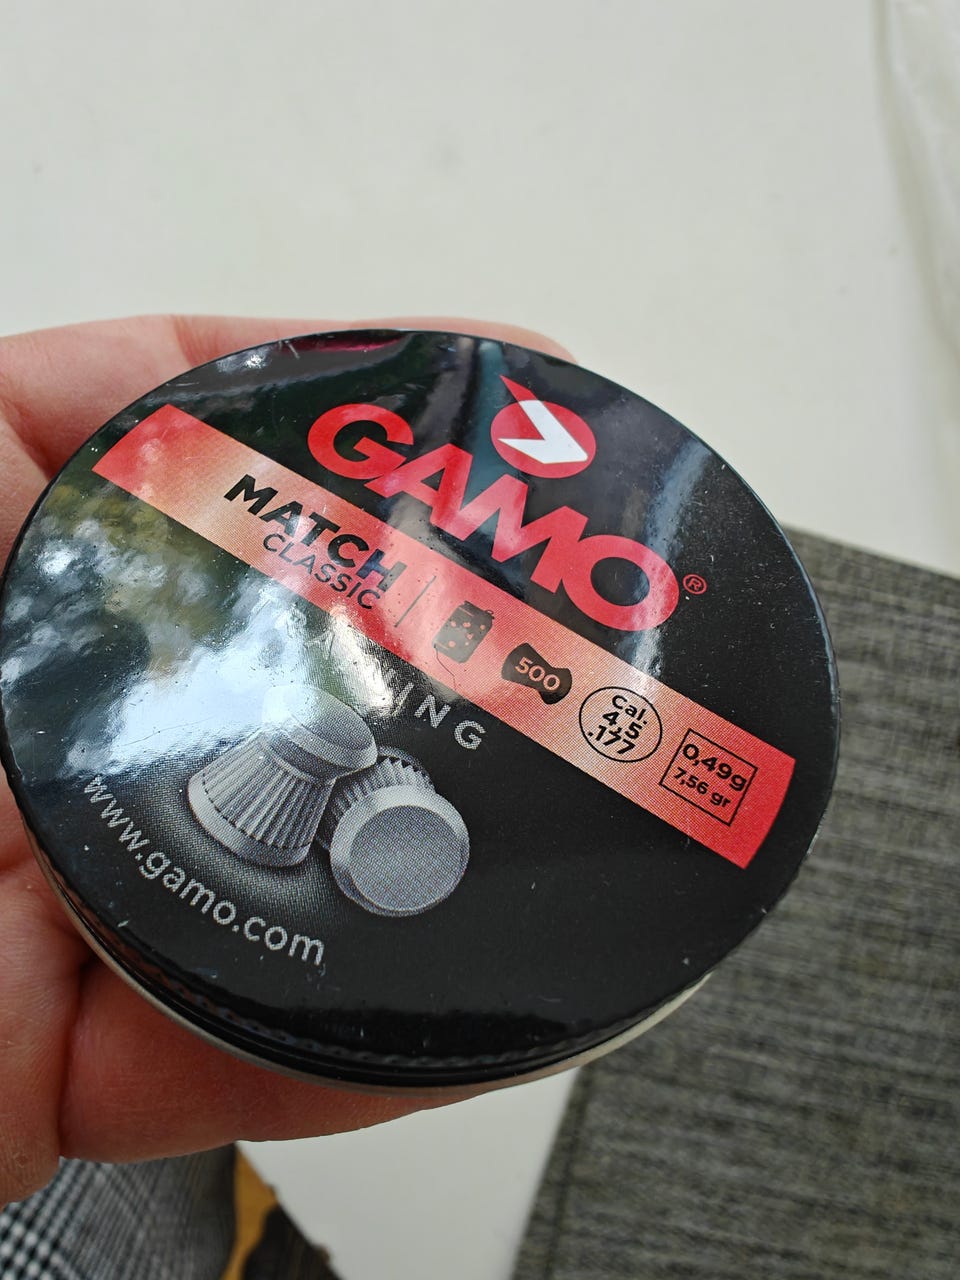 GAMO®
MATCH
CLASSIC
500
Cal.
4,5
.177
0,49g
7,56 gr
www.gamo.com